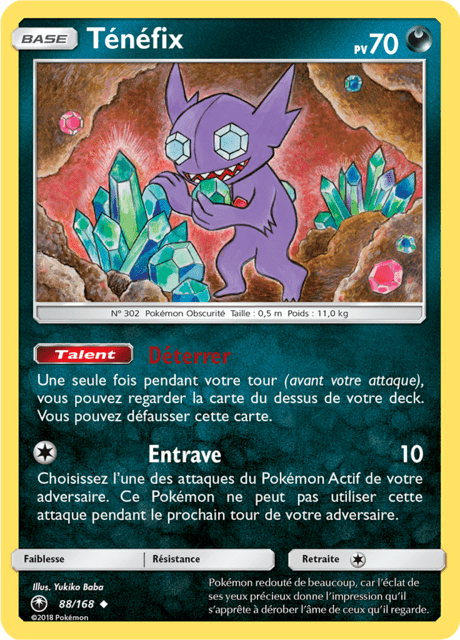 BASE Ténéfix PV70
N° 302 Pokémon Obscurité Taille : 0,5 m Poids : 11,0 kg
Talent Déterrer
Une seule fois pendant votre tour (avant votre attaque),
vous pouvez regarder la carte du dessus de votre deck.
Vous pouvez défausser cette carte.
Entrave 10
Choisissez l'une des attaques du Pokémon Actif de votre
adversaire. Ce Pokémon ne peut pas utiliser cette
attaque pendant le prochain tour de votre adversaire.
Faiblesse Résistance Retraite
Illus. Yukiko Baba
88/168
©2018 Pokémon
Pokémon redouté de beaucoup, car l'éclat de
ses yeux précieux donne l'impression qu'il
s'apprête à dérober l'âme de ceux qu'il regarde.